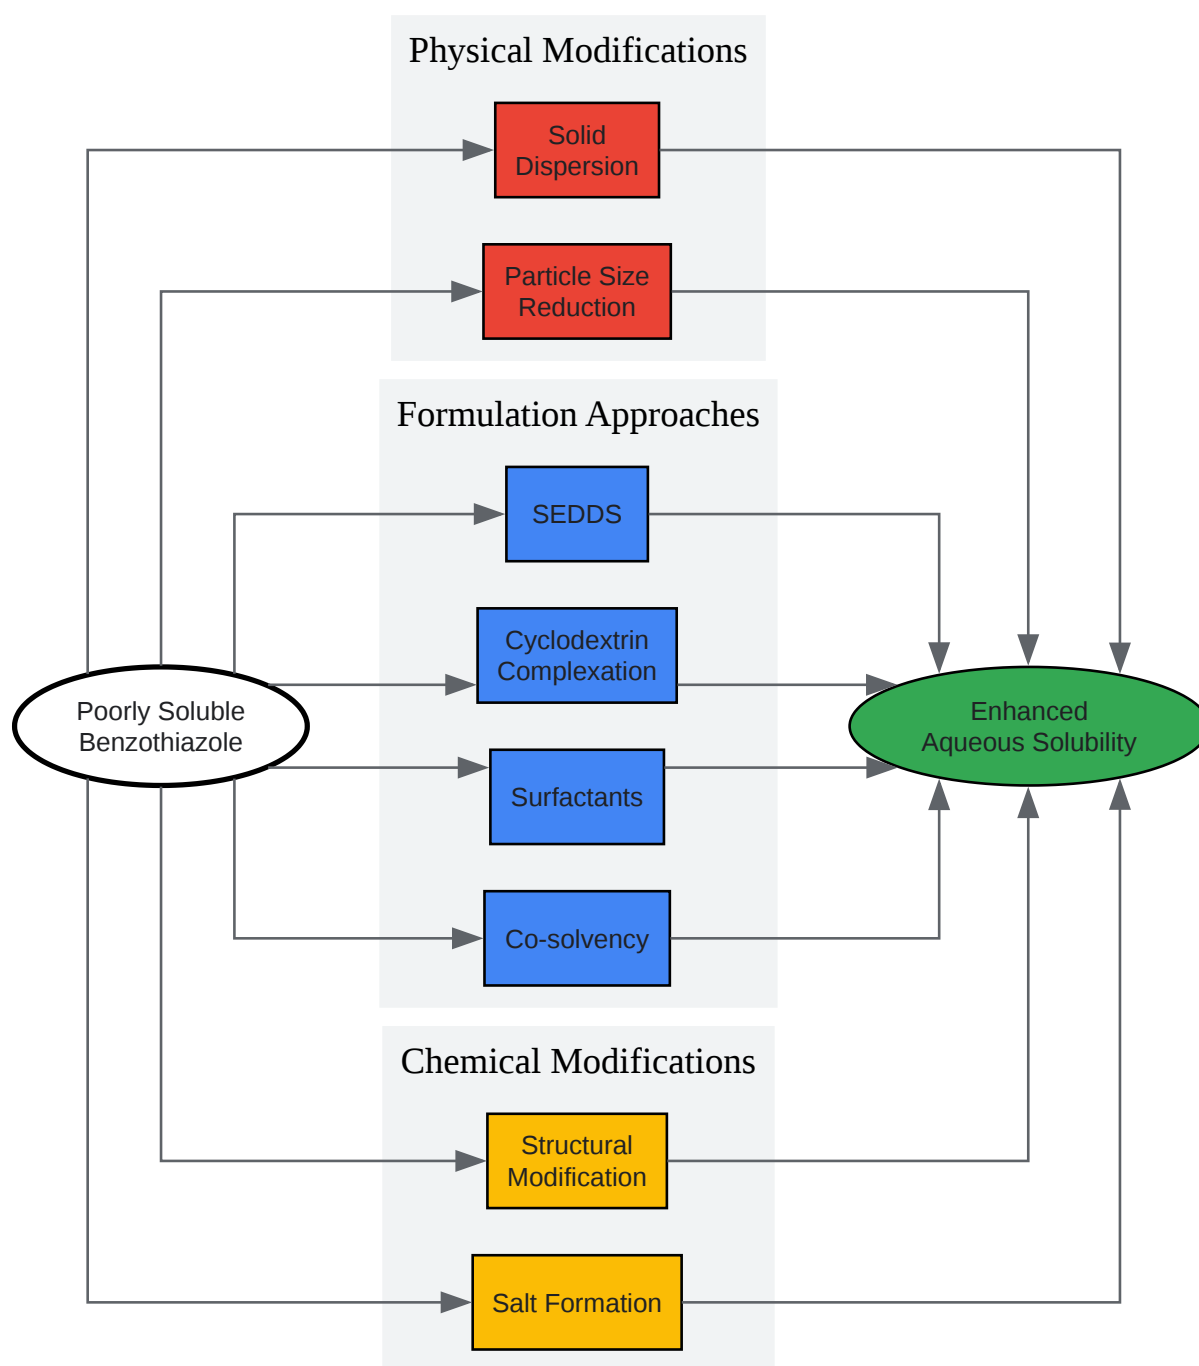 Physical Modifications
Solid
Dispersion
Particle Size
Reduction
Formulation Approaches
SEDDS
Cyclodextrin
Complexation
Poorly Soluble
Benzothiazole
Enhanced
Aqueous Solubility
Surfactants
Co-solvency
Chemical Modifications
Structural
Modification
Salt Formation